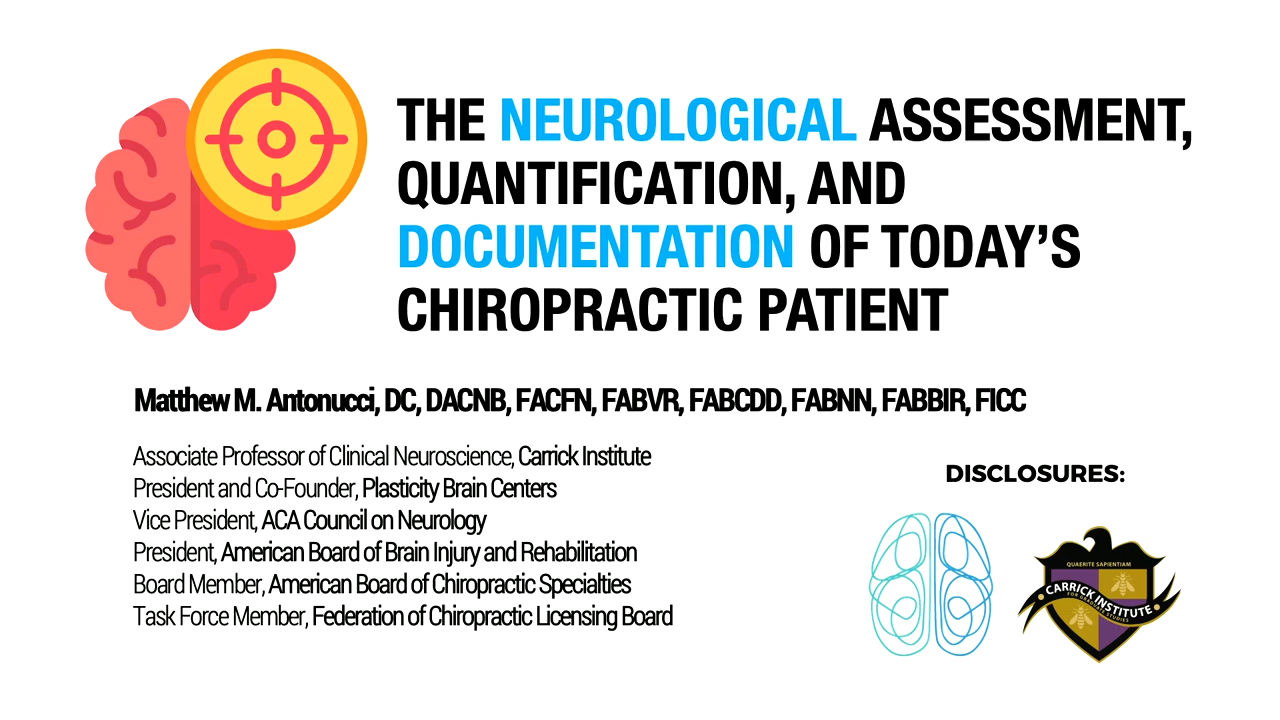 THE NEUROLOGICAL ASSESSMENT,
QUANTIFICATION, AND
DOCUMENTATION OF TODAY'S
CHIROPRACTIC PATIENT
Matthew M. Antonucci, DC, DACNB, FACFN, FABVR, FABCDD, FABNN, FABBIR, FICC
Associate Professor of Clinical Neuroscience, Carrick Institute
President and Co-Founder, Plasticity Brain Centers
Vice President, ACA Council on Neurology
President, American Board of Brain Injury and Rehabilitation
Board Member, American Board of Chiropractic Specialties
Task Force Member, Federation of Chiropractic Licensing Board
DISCLOSURES:
QUAERITE SAPIENTIAM
CARRICK INSTITUTE
FOR GRADUATE STUDIES